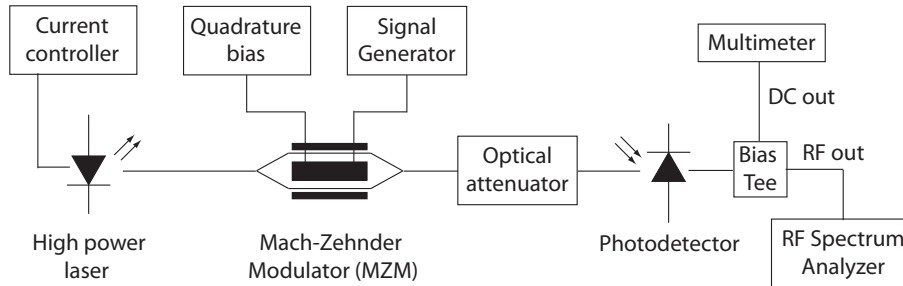 Current
controller
Quadrature
bias
Signal
Generator
Multimeter
DC out
Optical
attenuator
Bias
Tee
RF out
High power
laser
Mach-Zehnder
Modulator (MZM)
Photodetector
RF Spectrum
Analyzer